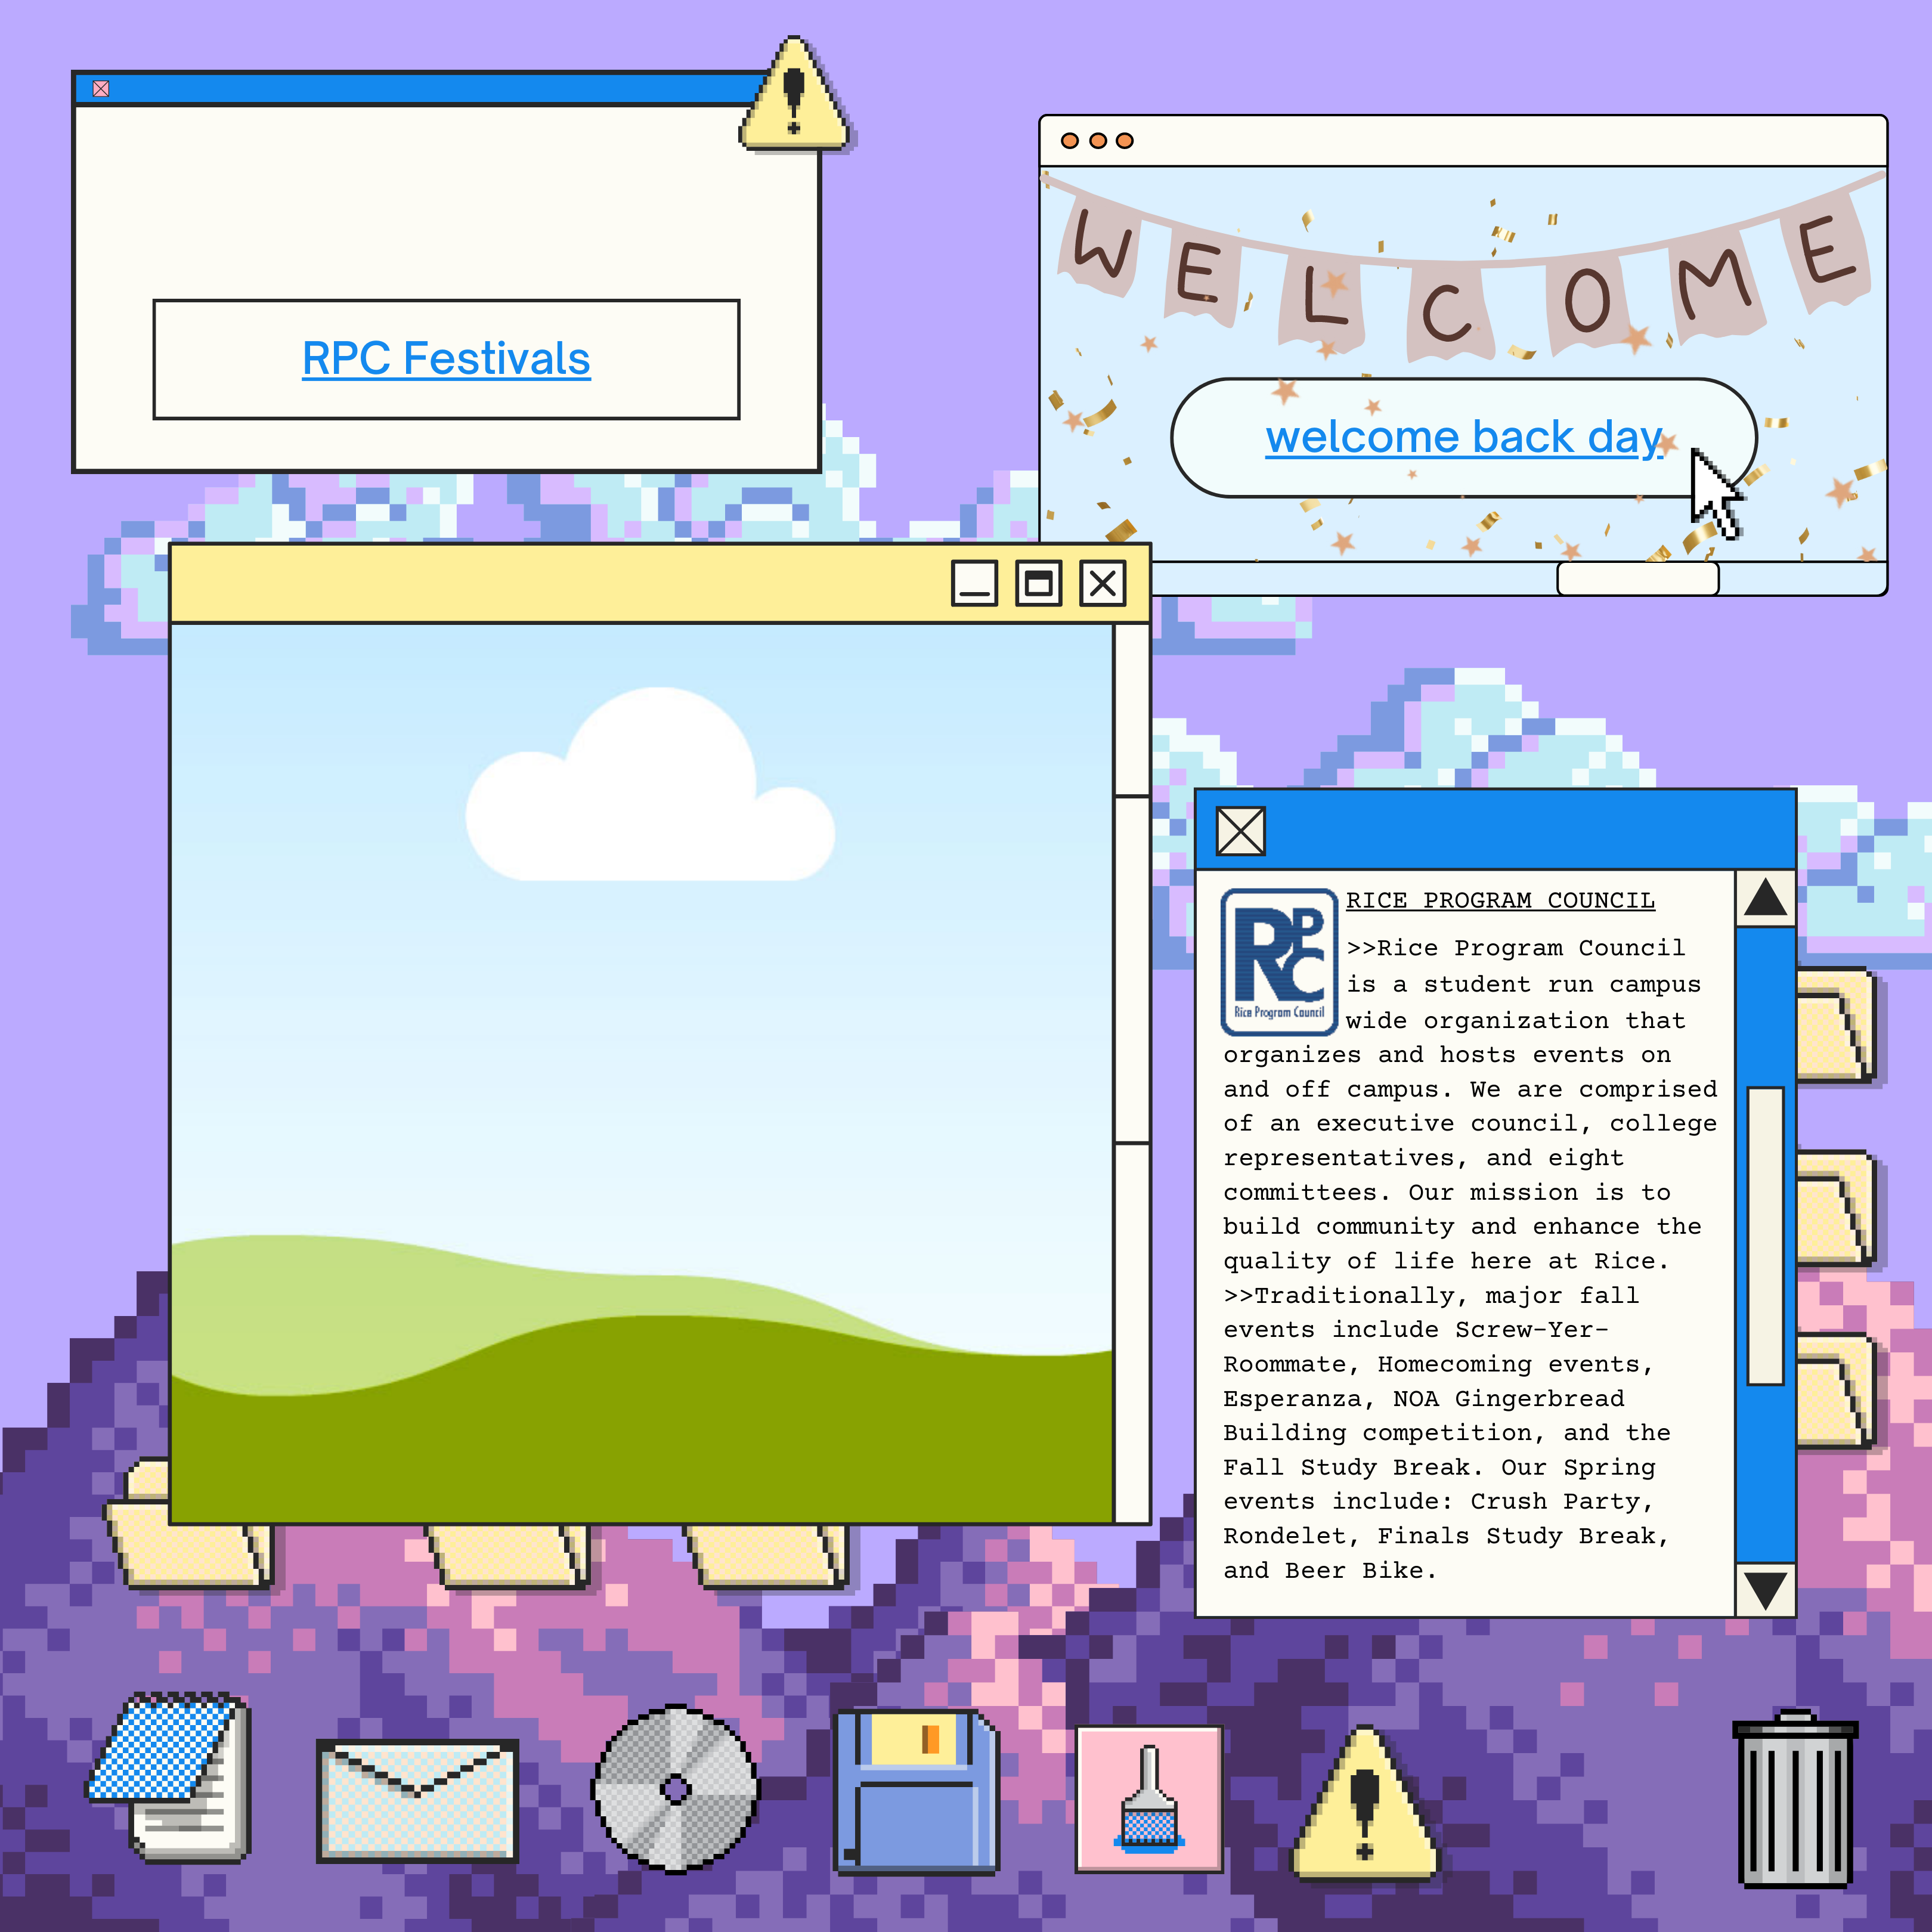 RPC Festivals
WELCOME
welcome back day
RPC
Rice Program Council
RICE PROGRAM COUNCIL
>>Rice Program Council
is a student run campus
wide organization that
organizes and hosts events on
and off campus. We are comprised
of an executive council, college
representatives, and eight
committees. Our mission is to
build community and enhance the
quality of life here at Rice.
>>Traditionally, major fall
events include Screw-Yer-
Roommate, Homecoming events,
Esperanza, NOA Gingerbread
Building competition, and the
Fall Study Break. Our Spring
events include: Crush Party,
Rondelet, Finals Study Break,
and Beer Bike.